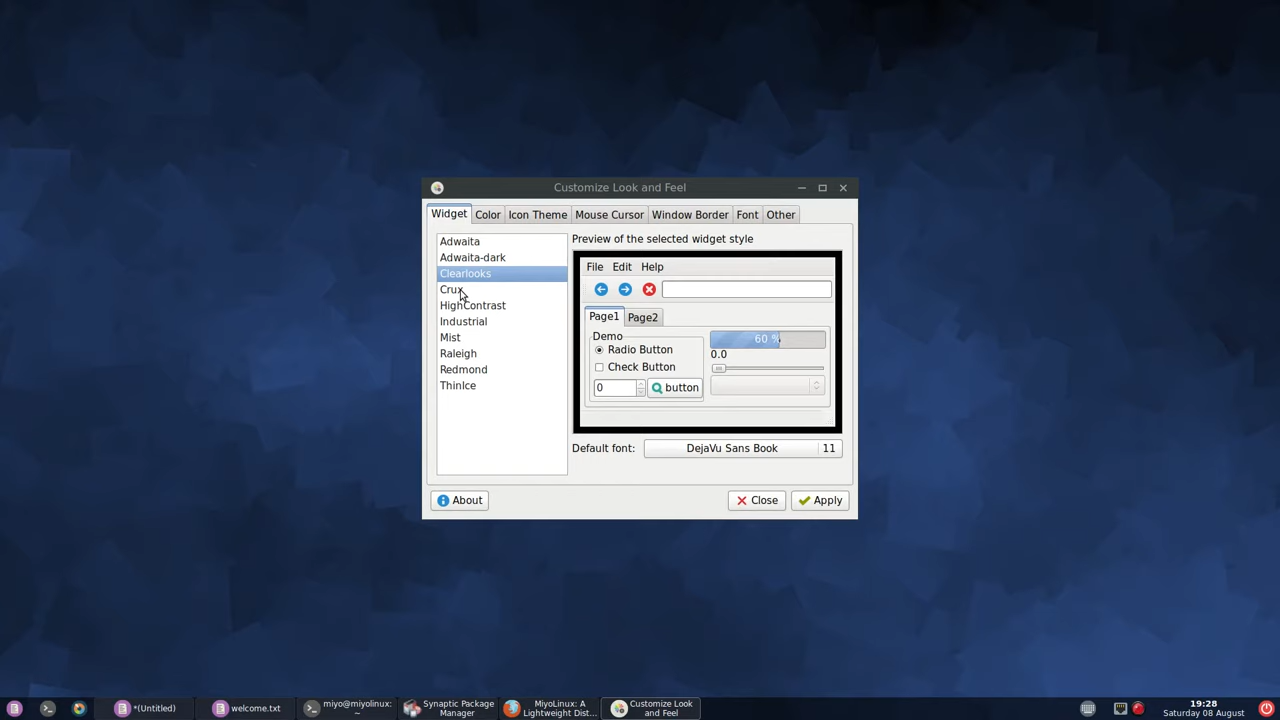 Customize Look and Feel
Widget Color Icon Theme Mouse Cursor Window Border Font Other
Adwaita
Adwaita-dark
Clearlooks
Crux
HighContrast
Industrial
Mist
Raleigh
Redmond
ThinIce
Preview of the selected widget style
File Edit Help
Page1 Page2
Demo
Radio Button
Check Button
0 button
60 %
0.0
Default font: DejaVu Sans Book 11
About Close Apply
*(Untitled)
welcome.txt
miyo@miyolinux:
~
Synaptic Package
Manager
MiyoLinux: A
Lightweight Dist...
Customize Look
and Feel
19:28
Saturday 08 August